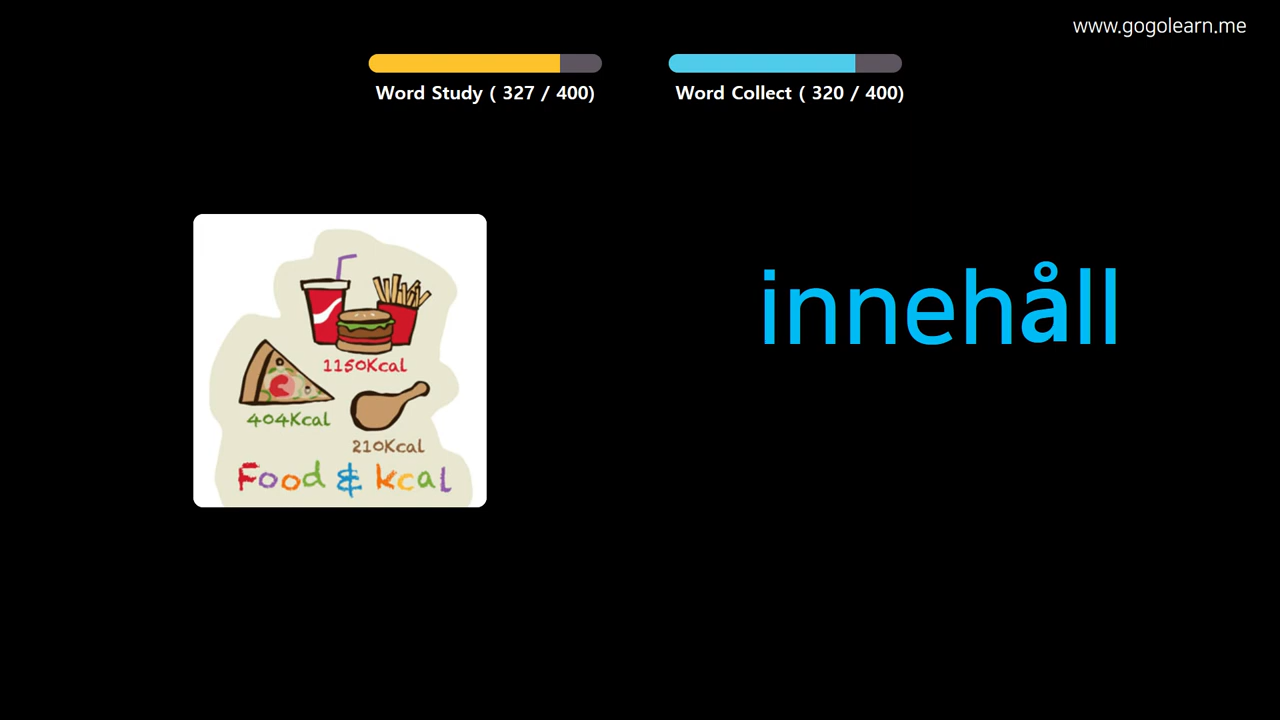 www.gogolearn.me
Word Study ( 327 / 400)
Word Collect ( 320 / 400)
innehåll
1150Kcal
404Kcal
210Kcal
Food & kcal